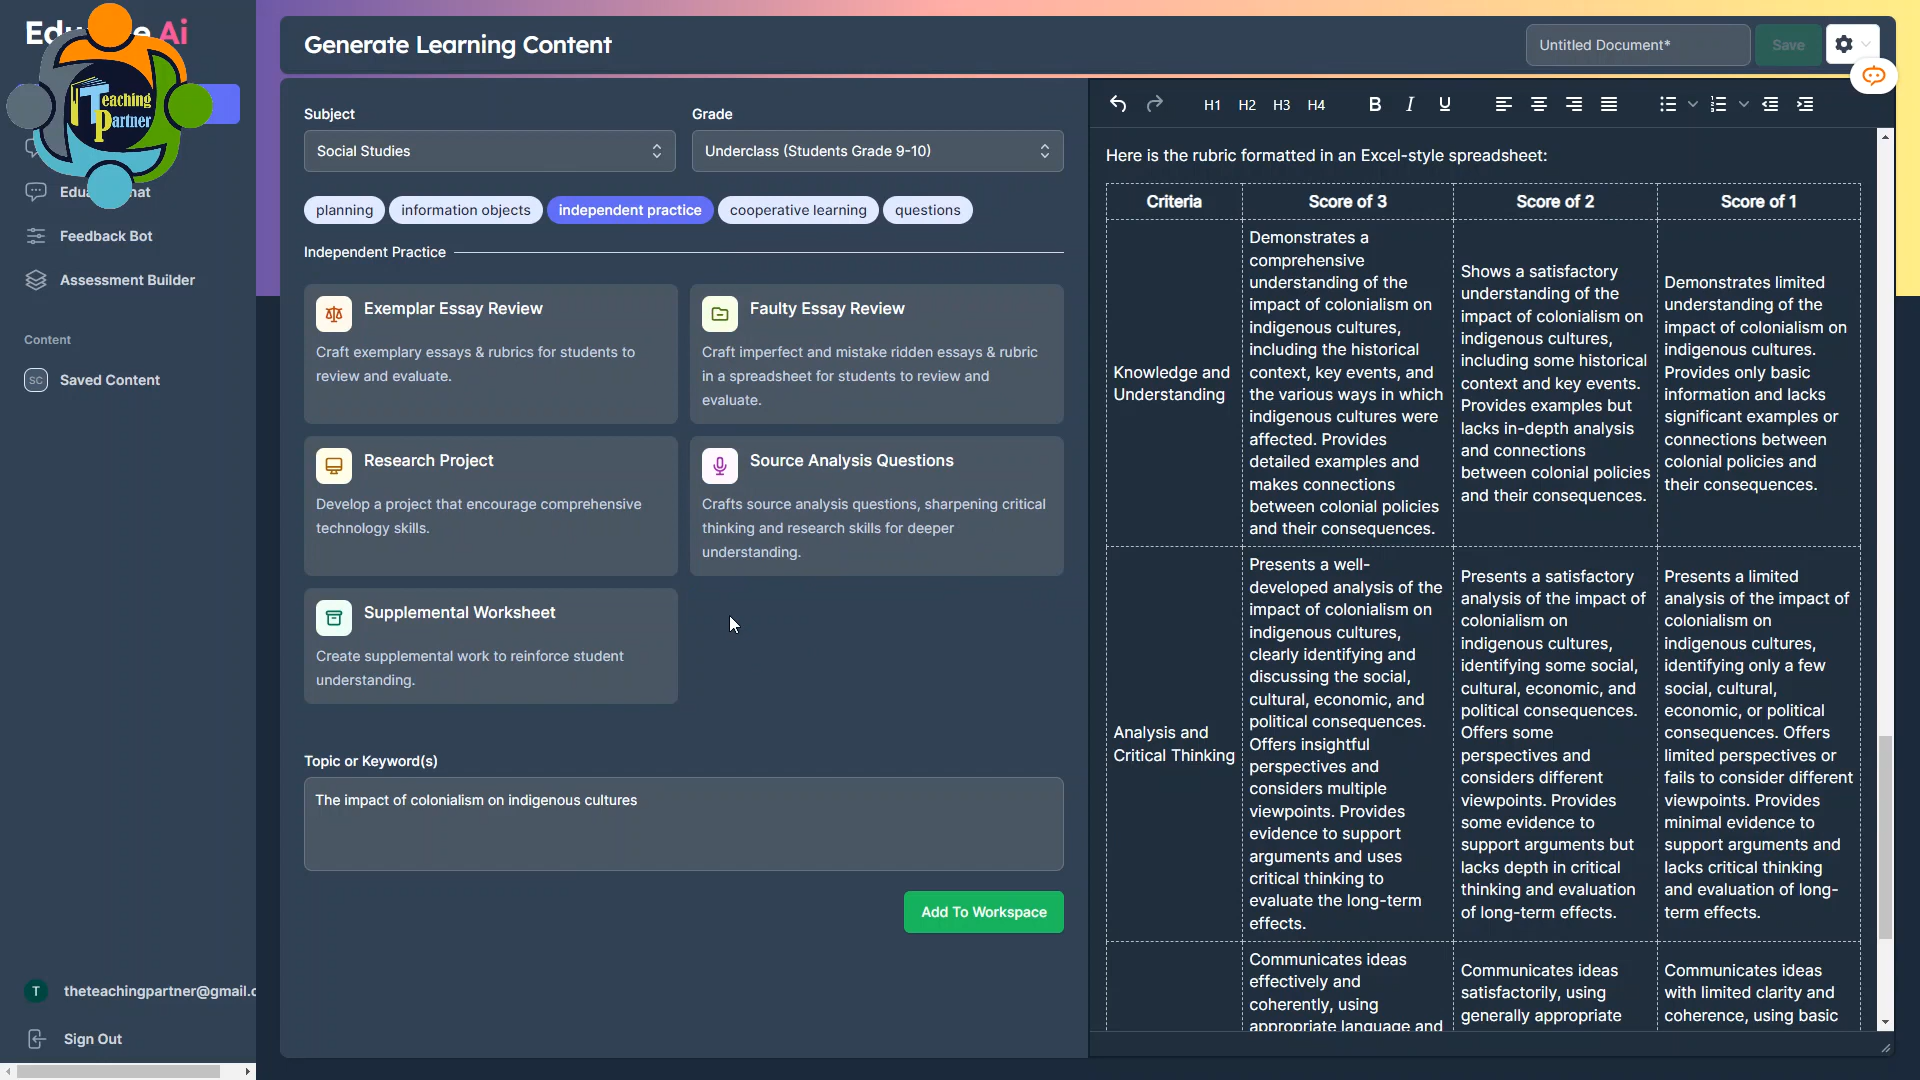 Ai
Teaching
Partner
Feedback Bot
Assessment Builder
Content
SC
Saved Content
T
theteachingpartner@gmail.c
Sign Out
Generate Learning Content
Untitled Document*
Save
Subject
Grade
Social Studies
Underclass (Students Grade 9-10)
planning
information objects
independent practice
cooperative learning
questions
Independent Practice
Exemplar Essay Review
Craft exemplary essays & rubrics for students to
review and evaluate.
Faulty Essay Review
Craft imperfect and mistake ridden essays & rubric
in a spreadsheet for students to review and
evaluate.
Research Project
Develop a project that encourage comprehensive
technology skills.
Source Analysis Questions
Crafts source analysis questions, sharpening critical
thinking and research skills for deeper
understanding.
Supplemental Worksheet
Create supplemental work to reinforce student
understanding.
Topic or Keyword(s)
The impact of colonialism on indigenous cultures
Add To Workspace
H1 H2 H3 H4 B I U
Here is the rubric formatted in an Excel-style spreadsheet:
Criteria
Score of 3
Score of 2
Score of 1
Knowledge and
Understanding
Demonstrates a
comprehensive
understanding of the
impact of colonialism on
indigenous cultures,
including the historical
context, key events, and
the various ways in which
indigenous cultures were
affected. Provides
detailed examples and
makes connections
between colonial policies
and their consequences.
Shows a satisfactory
understanding of the
impact of colonialism on
indigenous cultures,
including some historical
context and key events.
Provides examples but
lacks in-depth analysis
and connections
between colonial policies
and their consequences.
Demonstrates limited
understanding of the
impact of colonialism on
indigenous cultures.
Provides only basic
information and lacks
significant examples or
connections between
colonial policies and
their consequences.
Analysis and
Critical Thinking
Presents a well-
developed analysis of the
impact of colonialism on
indigenous cultures,
clearly identifying and
discussing the social,
cultural, economic, and
political consequences.
Offers insightful
perspectives and
considers multiple
viewpoints. Provides
evidence to support
arguments and uses
critical thinking to
evaluate the long-term
effects.
Presents a satisfactory
analysis of the impact of
colonialism on
indigenous cultures,
identifying some social,
cultural, economic, and
political consequences.
Offers some
perspectives and
considers different
viewpoints. Provides
some evidence to
support arguments but
lacks depth in critical
thinking and evaluation
of long-term effects.
Presents a limited
analysis of the impact of
colonialism on
indigenous cultures,
identifying only a few
social, cultural,
economic, or political
consequences. Offers
limited perspectives or
fails to consider different
viewpoints. Provides
minimal evidence to
support arguments and
lacks critical thinking
and evaluation of long-
term effects.
Communicates ideas
effectively and
coherently, using
appropriate language and
Communicates ideas
satisfactorily, using
generally appropriate
Communicates ideas
with limited clarity and
coherence, using basic